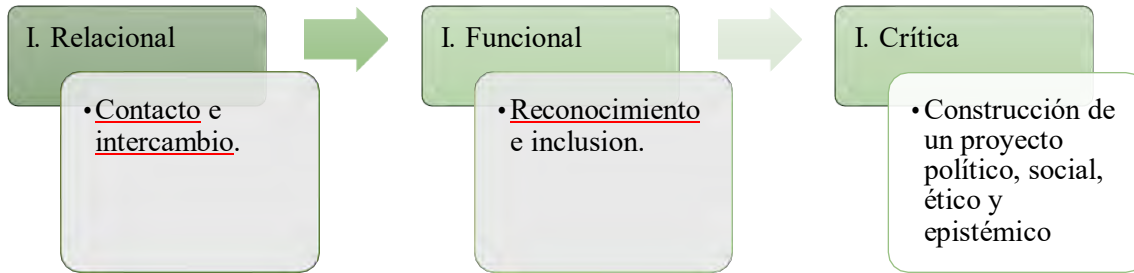 I. Relacional
•Contacto e
intercambio.
I. Funcional
•Reconocimiento
e inclusion.
I. Crítica
•Construcción de
un proyecto
político, social,
ético y
epistémico